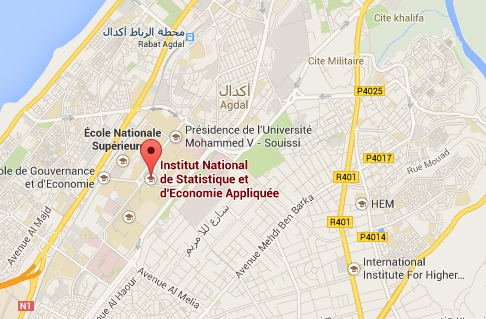 Cite khalifa
محطة الرباط أكدال
Rabat Agdal
Cite Militaire
أكدال
Agdal
P4025
École Nationale
Supérieur
Présidence de l'Université
Mohammed V - Souissi
P4017
Rue Mouad
ole de Gouvernance
et d'Economie
Institut National
de Statistique et
d'Economie Appliquée
R401
HEM
Avenue Al Majd
شارع للا مريم
Avenue Mehdi Ben Barka
R401
P4014
International
Institute For Higher...
Avenue Al Haour
Avenue Al Melia
N1